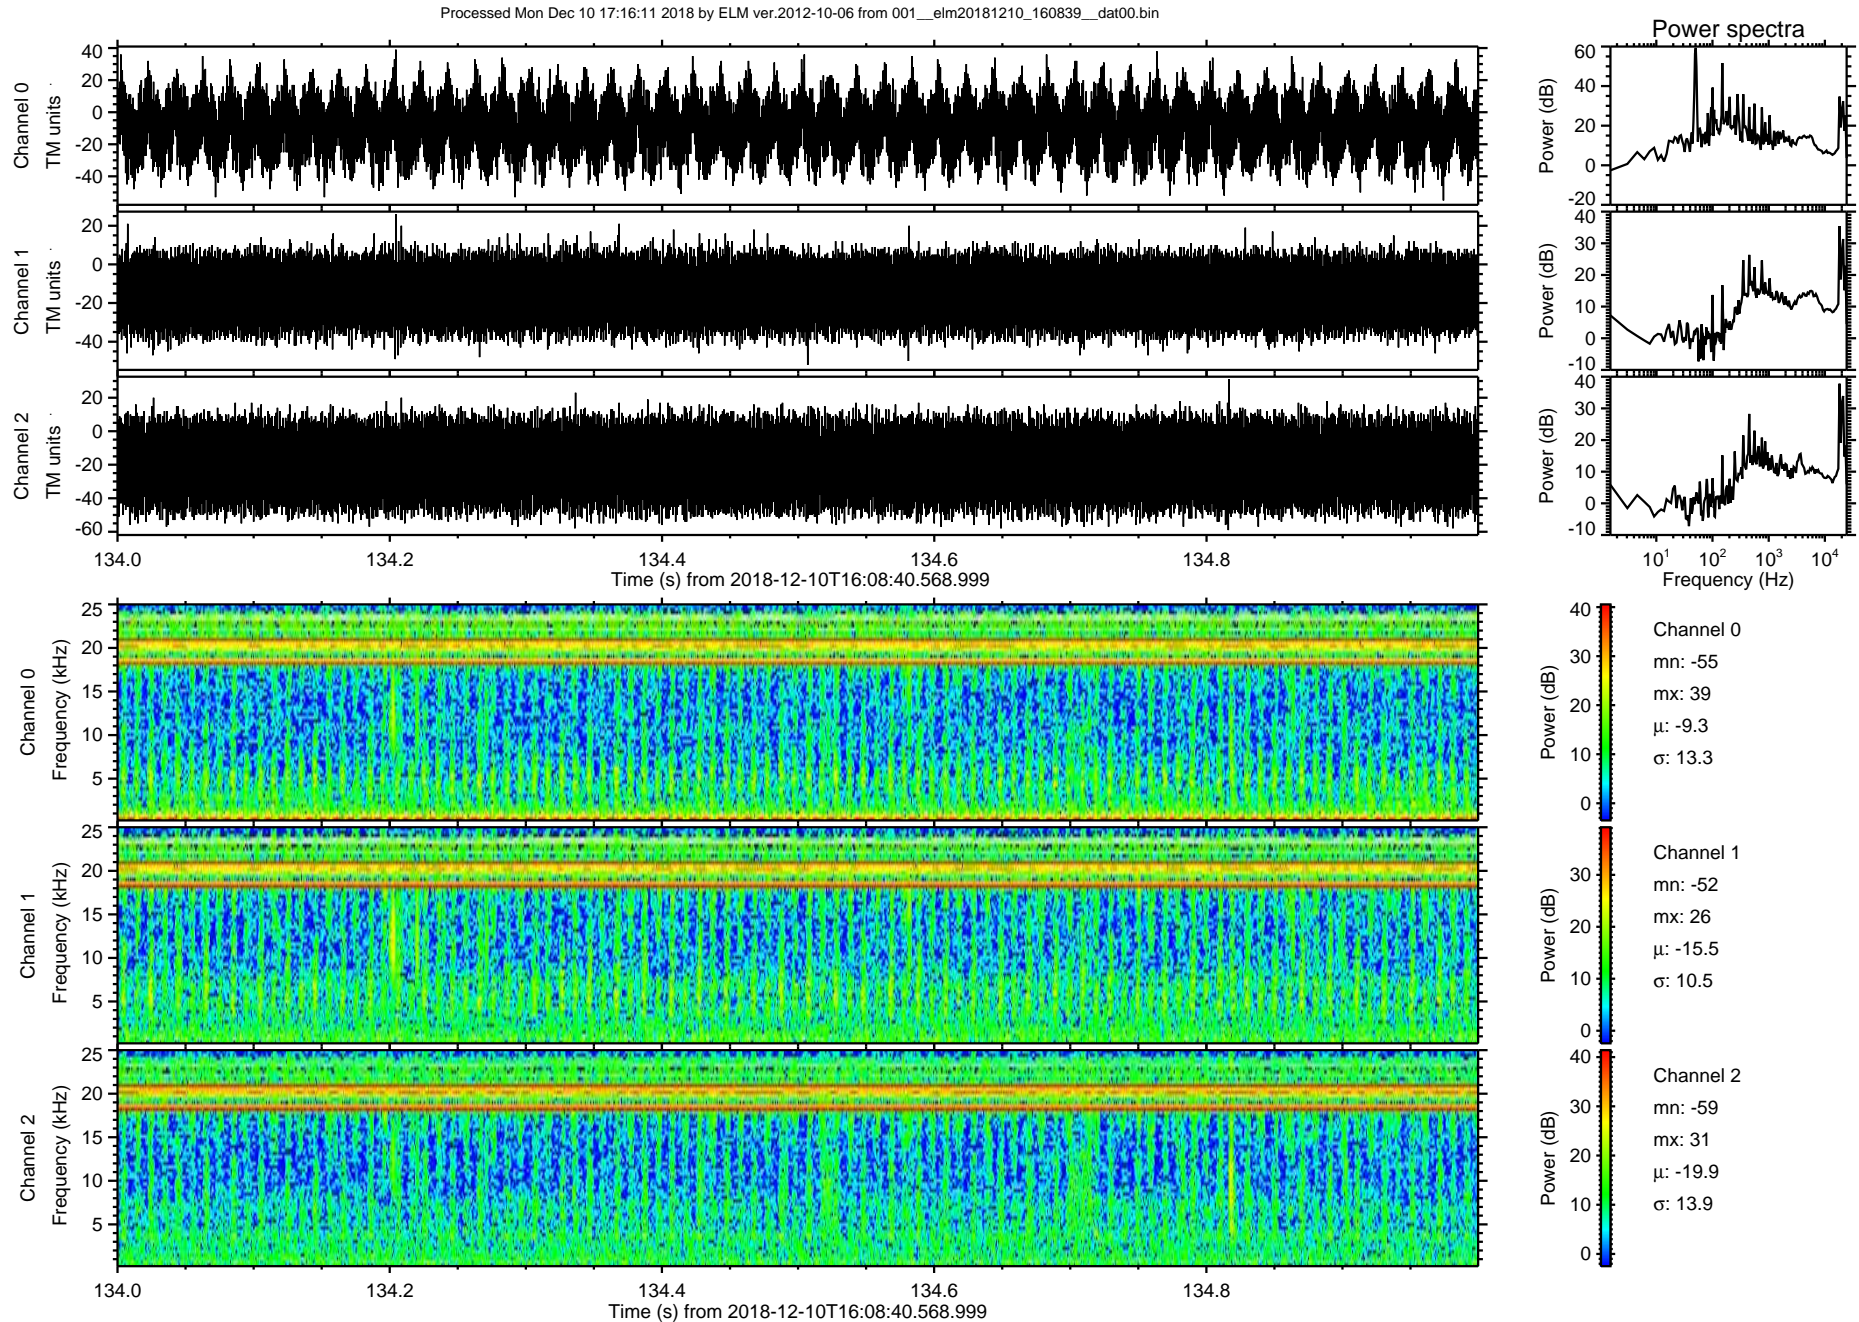 Processed Mon Dec 10 17:16:11 2018 by ELM ver.2012-10-06 from 001__elm20181210_160839__dat00.bin
Power spectra
Channel 0
TM units
40
20
0
-20
-40
Power (dB)
60
40
20
0
-20
Channel 1
TM units
20
0
-20
-40
Power (dB)
40
30
20
10
0
-10
Channel 2
TM units
20
0
-20
-40
-60
Power (dB)
40
30
20
10
0
-10
134.0 134.2 134.4 134.6 134.8
Time (s) from 2018-12-10T16:08:40.568.999
10¹ 10² 10³ 10⁴
Frequency (Hz)
Channel 0
Frequency (kHz)
25
20
15
10
5
Power (dB)
40
30
20
10
0
Channel 0
mn: -55
mx: 39
μ: -9.3
σ: 13.3
Channel 1
Frequency (kHz)
25
20
15
10
5
Power (dB)
30
20
10
0
Channel 1
mn: -52
mx: 26
μ: -15.5
σ: 10.5
Channel 2
Frequency (kHz)
25
20
15
10
5
Power (dB)
40
30
20
10
0
Channel 2
mn: -59
mx: 31
μ: -19.9
σ: 13.9
134.0 134.2 134.4 134.6 134.8
Time (s) from 2018-12-10T16:08:40.568.999